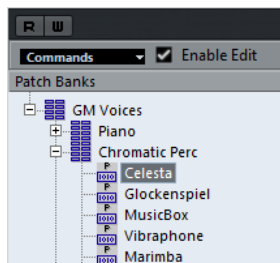 R W
Commands Enable Edit
Patch Banks
GM Voices
Piano
Chromatic Perc
P Celesta
P Glockenspiel
P MusicBox
P Vibraphone
P Marimba